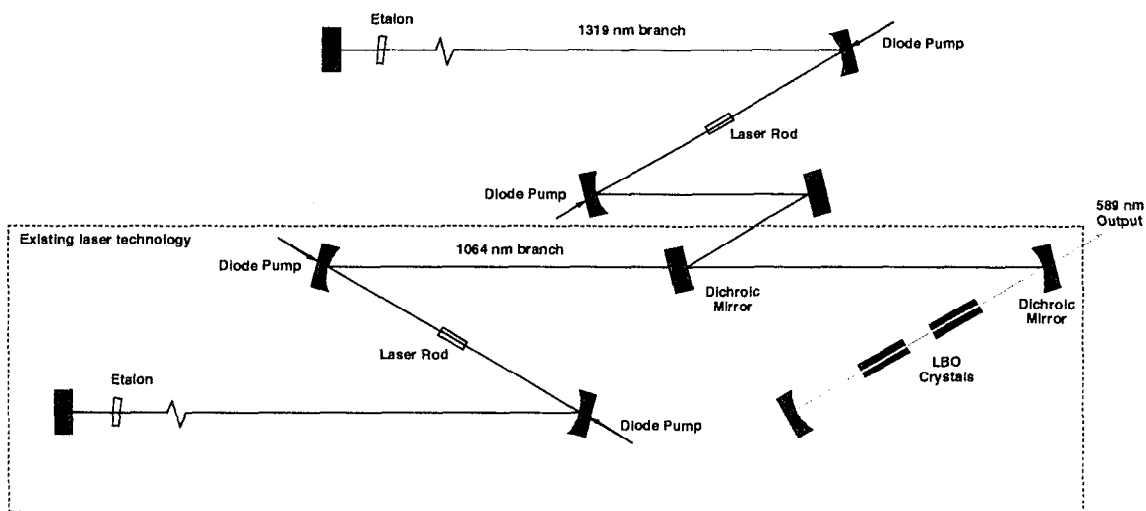 Etalon
1319 nm branch
Diode Pump
Laser Rod
Diode Pump
589 nm
Output
Existing laser technology
1064 nm branch
Diode Pump
Dichroic
Mirror
Dichroic
Mirror
Laser Rod
LBO
Crystals
Etalon
Diode Pump